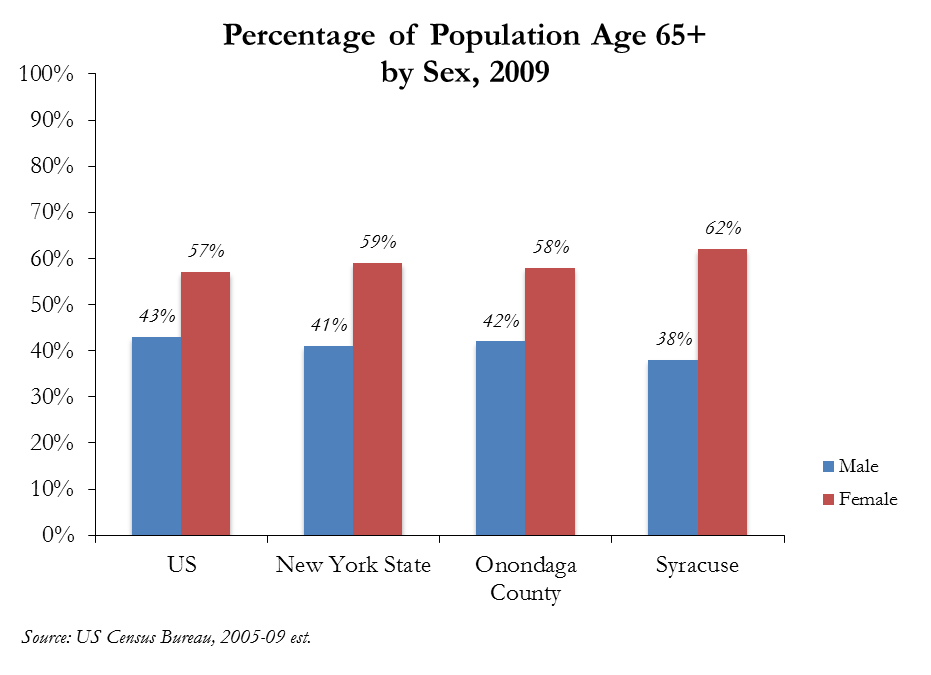 Percentage of Population Age 65+
by Sex, 2009
100%
90%
80%
70%
60%
50%
40%
30%
20%
10%
0%
43%
57%
41%
59%
42%
58%
38%
62%
US
New York State
Onondaga
County
Syracuse
Male
Female
Source: US Census Bureau, 2005-09 est.